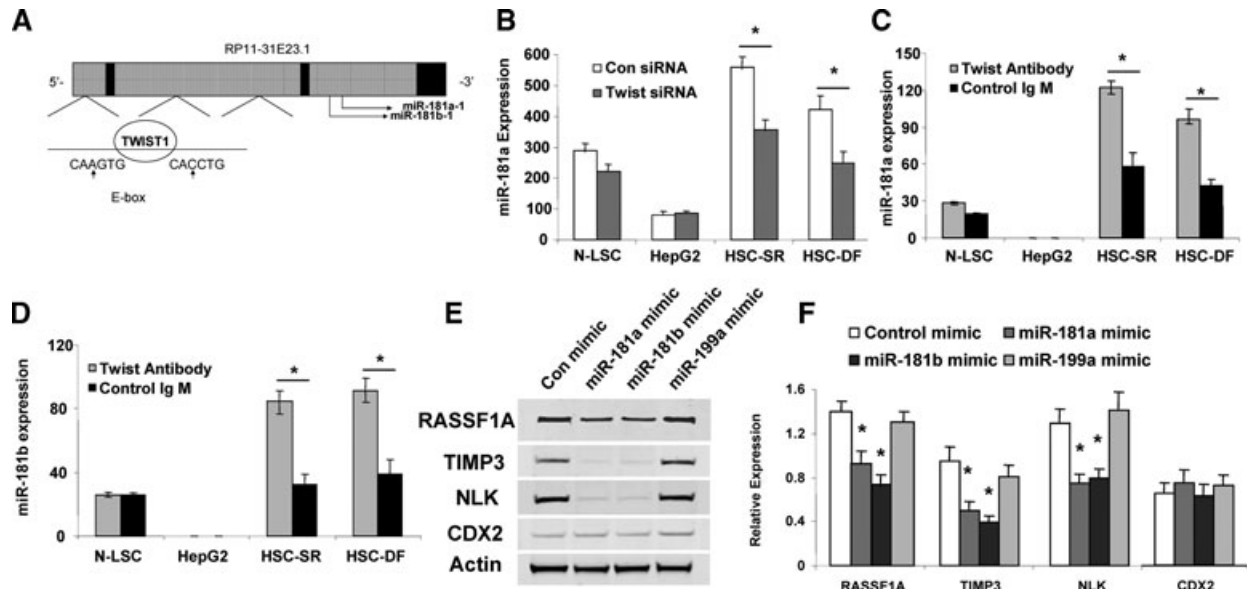 A
RP11-31E23.1
5'-
-3'
miR-181a-1
miR-181b-1
TWIST1
CAAGTG
CACCTG
E-box
B
miR-181a Expression
600
500
400
300
200
100
0
Con siRNA
Twist siRNA
*
*
N-LSC
HepG2
HSC-SR
HSC-DF
C
miR-181a expression
150
120
90
60
30
0
Twist Antibody
Control Ig M
*
*
N-LSC
HepG2
HSC-SR
HSC-DF
D
miR-181b expression
120
80
40
0
Twist Antibody
Control Ig M
*
*
N-LSC
HepG2
HSC-SR
HSC-DF
E
Con mimic
miR-181a mimic
miR-181b mimic
miR-199a mimic
RASSF1A
TIMP3
NLK
CDX2
Actin
F
Control mimic
miR-181a mimic
miR-181b mimic
miR-199a mimic
Relative Expression
1.6
1.2
0.8
0.4
0
* *
* *
* *
RASSF1A
TIMP3
NLK
CDX2